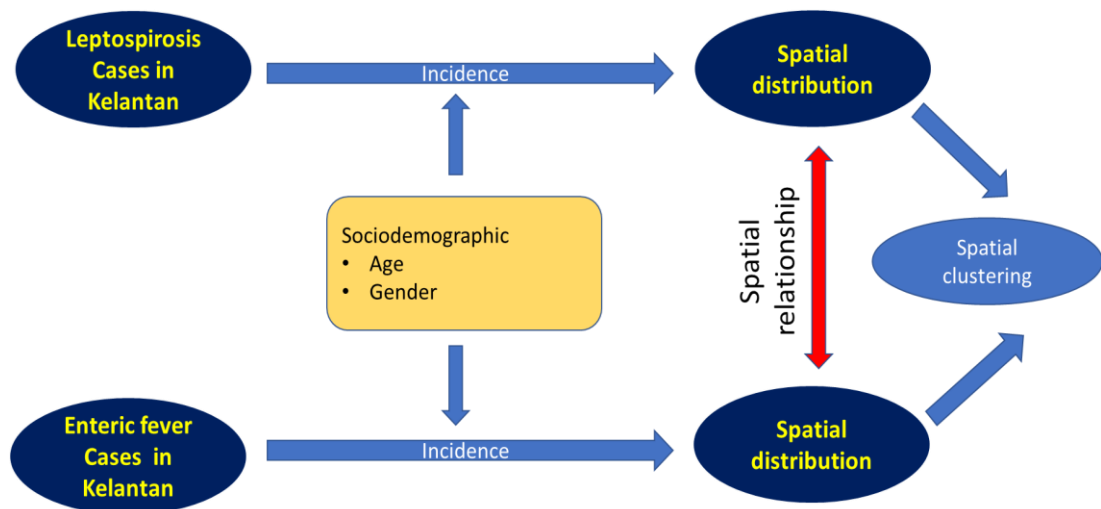 Leptospirosis
Cases in
Kelantan
Incidence
Spatial
distribution
Sociodemographic
• Age
• Gender
Spatial
relationship
Spatial
clustering
Enteric fever
Cases in
Kelantan
Incidence
Spatial
distribution